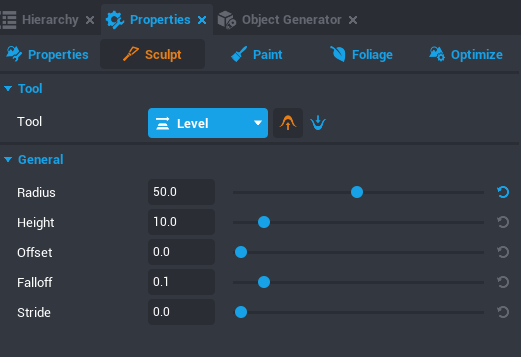 Hierarchy Properties Object Generator
Properties Sculpt Paint Foliage Optimize
Tool
Tool Level
General
Radius 50.0
Height 10.0
Offset 0.0
Falloff 0.1
Stride 0.0